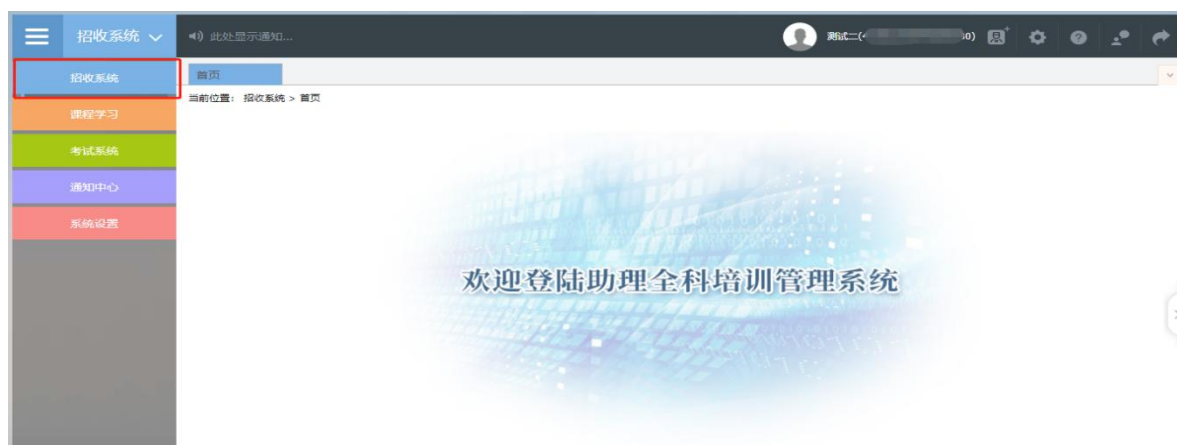 招收系统
此处显示通知...
测试二(4 30)
招收系统
首页
当前位置: 招收系统 > 首页
课程学习
考试系统
通知中心
系统设置
欢迎登陆助理全科培训管理系统